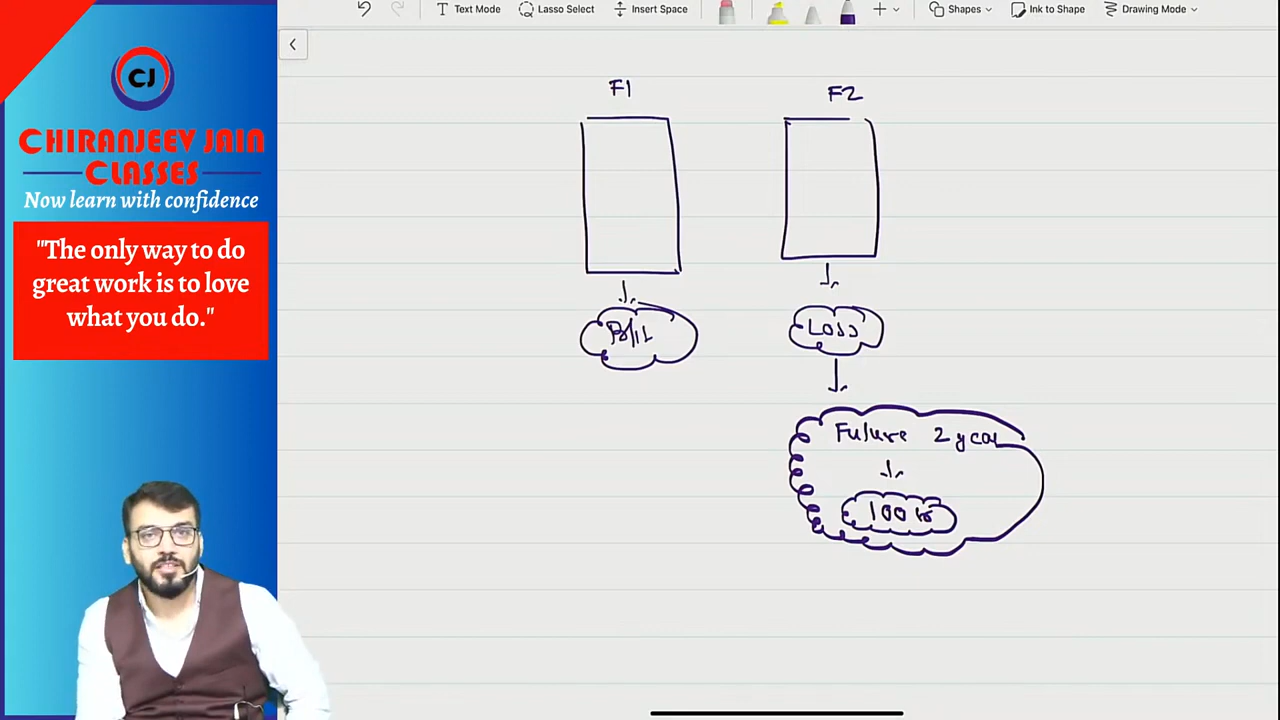 Text Mode Lasso Select Insert Space Shapes Ink to Shape Drawing Mode
CJ
CHIRANJEEV JAIN
CLASSES
Now learn with confidence
"The only way to do
great work is to love
what you do."
F1 F2
Loss
Future 2 year
100